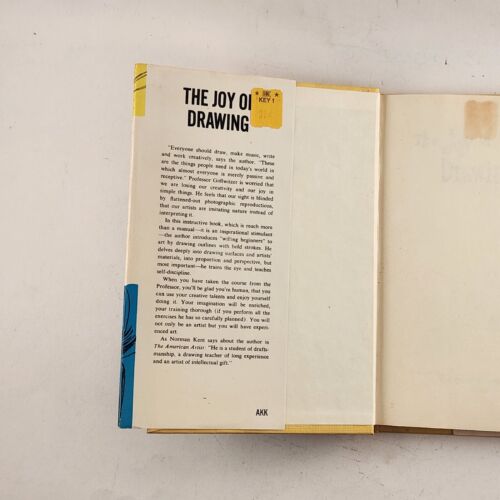 THE JOY O
DRAWING
KEY 1
"Everyone should draw, make music, write
and work creatively, says the author. "These
are the things people need in today's world in
which almost everyone is merely passive and
receptive." Professor Gollwitzer is worried that
we are losing our creativity and our joy in
simple things. He feels that our sight is blinded
by flattened-out photographic reproductions,
that our artists are imitating nature instead of
interpreting it.
In this instructive book, which is reach more
than a manual—it is an inspirational stimulant
—the author introduces "willing beginners" to
art by drawing outlines with bold strokes. He
delves deeply into drawing surfaces and artists'
materials, into proportion and perspective, but
most important—he trains the eye and teaches
self-discipline.
When you have taken the course from the
Professor, you'll be glad you're human, that you
can use your creative talents and enjoy yourself
doing it. Your imagination will be enriched,
your training thorough (if you perform all the
exercises he has so carefully planned). You will
not only be an artist but you will have experi-
enced art.
As Norman Kent says about the author in
The American Artist: "He is a student of drafts-
manship, a drawing teacher of long experience
and an artist of intellectual gift."
AKK